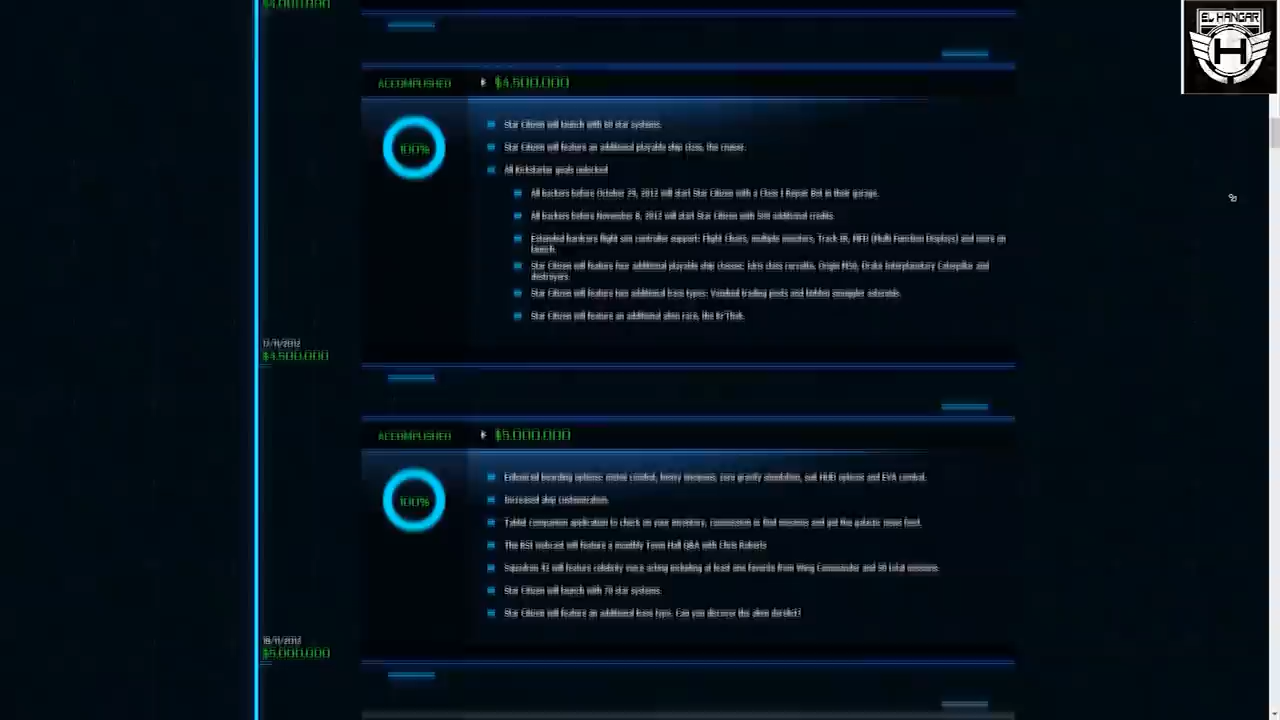 $4,000,000
EL HANGAR
H
ACCOMPLISHED
$4,500,000
100%
Star Citizen will launch with 60 star systems.
Star Citizen will feature an additional playable ship class, the cruiser.
All Kickstarter goals unlocked
All backers before October 29, 2012 will start Star Citizen with a Class I Repair Bot in their garage.
All backers before November 8, 2012 will start Star Citizen with 500 additional credits.
Extended hardcore flight sim controller support: Flight Chairs, multiple monitors, Track IR, MFD (Multi Function Displays) and more on
launch.
Star Citizen will feature four additional playable ship classes: Idris class corvette, Origin M50, Drake Interplanetary Caterpillar and
destroyers.
Star Citizen will feature two additional base types: Vanduul trading posts and hidden smuggler asteroids.
Star Citizen will feature an additional alien race, the Kr'Thak.
17/11/2012
$4,500,000
ACCOMPLISHED
$5,000,000
100%
Enhanced boarding options: melee combat, heavy weapons, zero gravity simulation, suit HUD options and EVA combat.
Increased ship customization.
Tablet companion application to check on your inventory, commission or find missions and get the galactic news feed.
The RSI webcast will feature a monthly Town Hall Q&A with Chris Roberts
Squadron 42 will feature celebrity voice acting including at least one favorite from Wing Commander and 50 total missions.
Star Citizen will launch with 70 star systems.
Star Citizen will feature an additional base type. Can you discover the alien derelict?
18/11/2012
$5,000,000